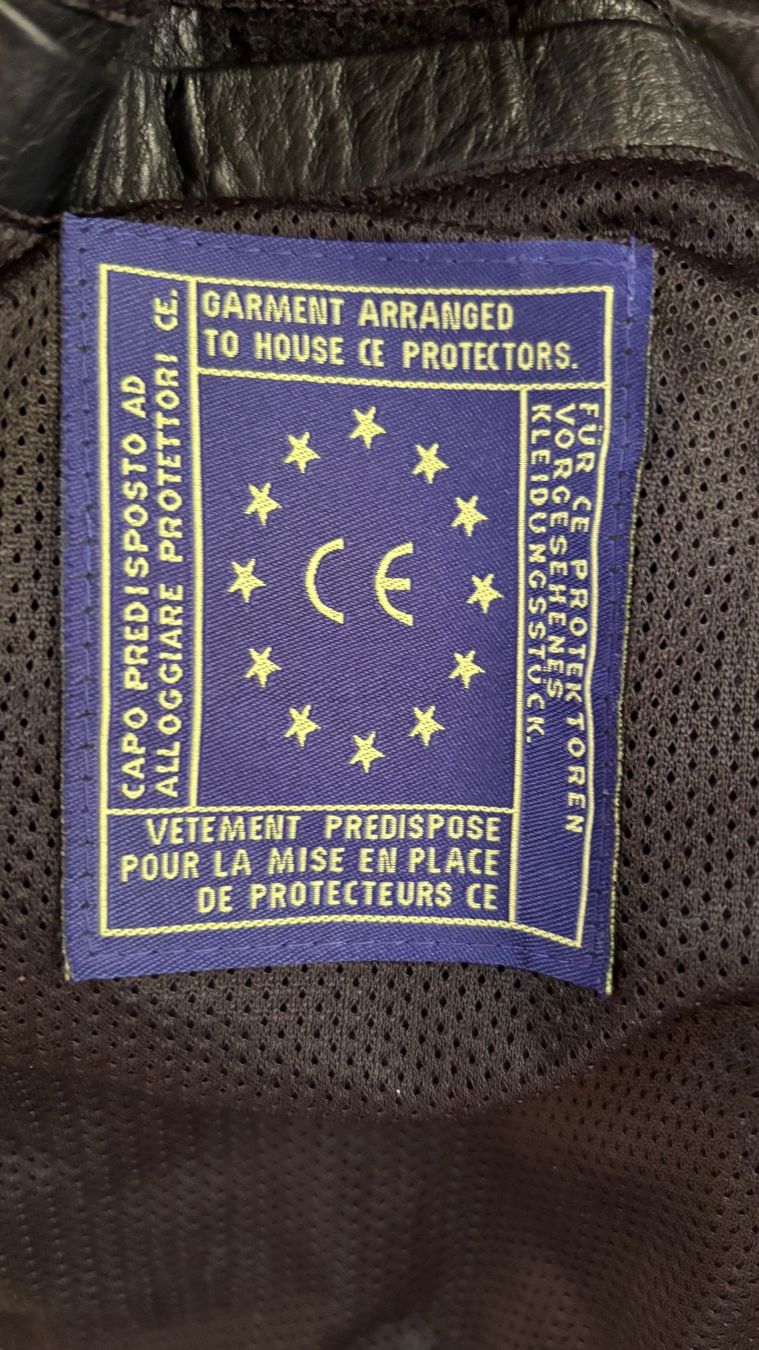 GARMENT ARRANGED
TO HOUSE CE PROTECTORS.
CAPO PREDISPOSTO AD
ALLOGGIARE PROTETTORI CE.
CE
FÜR CE PROTEKTOREN
VORGESEHENES
KLEIDUNGSSTÜCK.
VETEMENT PREDISPOSE
POUR LA MISE EN PLACE
DE PROTECTEURS CE